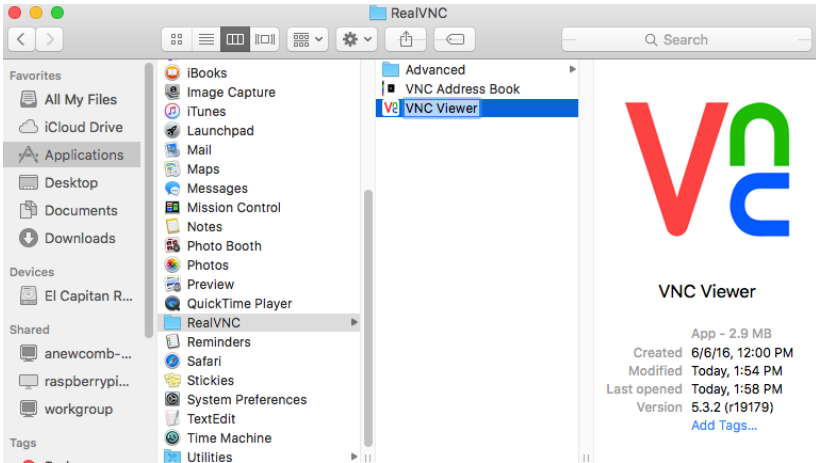 RealVNC
Search
Favorites
All My Files
iCloud Drive
Applications
Desktop
Documents
Downloads
Devices
El Capitan R...
Shared
anewcomb-...
raspberrypi...
workgroup
Tags
iBooks
Image Capture
iTunes
Launchpad
Mail
Maps
Messages
Mission Control
Notes
Photo Booth
Photos
Preview
QuickTime Player
RealVNC
Reminders
Safari
Stickies
System Preferences
TextEdit
Time Machine
Utilities
Advanced
VNC Address Book
VNC Viewer
Vnc
VNC Viewer
App - 2.9 MB
Created 6/6/16, 12:00 PM
Modified Today, 1:54 PM
Last opened Today, 1:58 PM
Version 5.3.2 (r19179)
Add Tags...